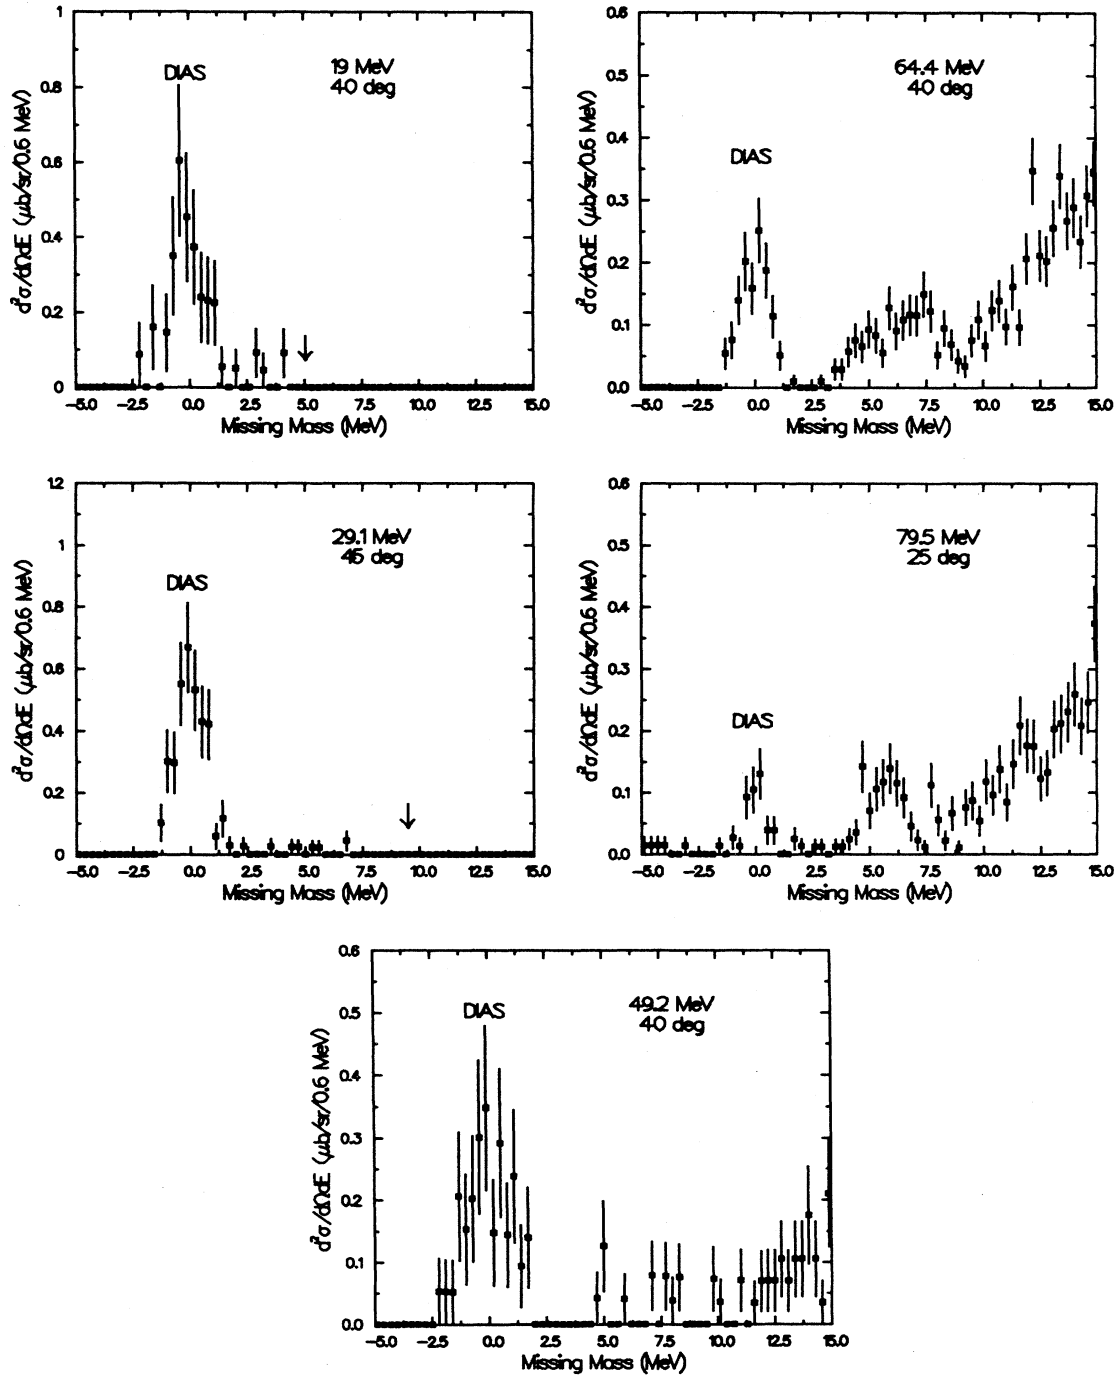 1
0.8
0.6
0.4
0.2
0
−5.0 −2.5 0.0 2.5 5.0 7.5 10.0 12.5 15.0
Missing Mass (MeV)
d²σ/dΩdE (μb/sr/0.6 MeV)
DIAS
19 MeV
40 deg
0.6
0.5
0.4
0.3
0.2
0.1
0.0
−5.0 −2.5 0.0 2.5 5.0 7.5 10.0 12.5 15.0
Missing Mass (MeV)
d²σ/dΩdE (μb/sr/0.6 MeV)
DIAS
64.4 MeV
40 deg
1.2
1
0.8
0.6
0.4
0.2
0
−5.0 −2.5 0.0 2.5 5.0 7.5 10.0 12.5 15.0
Missing Mass (MeV)
d²σ/dΩdE (μb/sr/0.6 MeV)
DIAS
29.1 MeV
45 deg
0.6
0.5
0.4
0.3
0.2
0.1
0.0
−5.0 −2.5 0.0 2.5 5.0 7.5 10.0 12.5 15.0
Missing Mass (MeV)
d²σ/dΩdE (μb/sr/0.6 MeV)
DIAS
79.5 MeV
25 deg
0.6
0.5
0.4
0.3
0.2
0.1
0.0
−5.0 −2.5 0.0 2.5 5.0 7.5 10.0 12.5 15.0
Missing Mass (MeV)
d²σ/dΩdE (μb/sr/0.6 MeV)
DIAS
49.2 MeV
40 deg